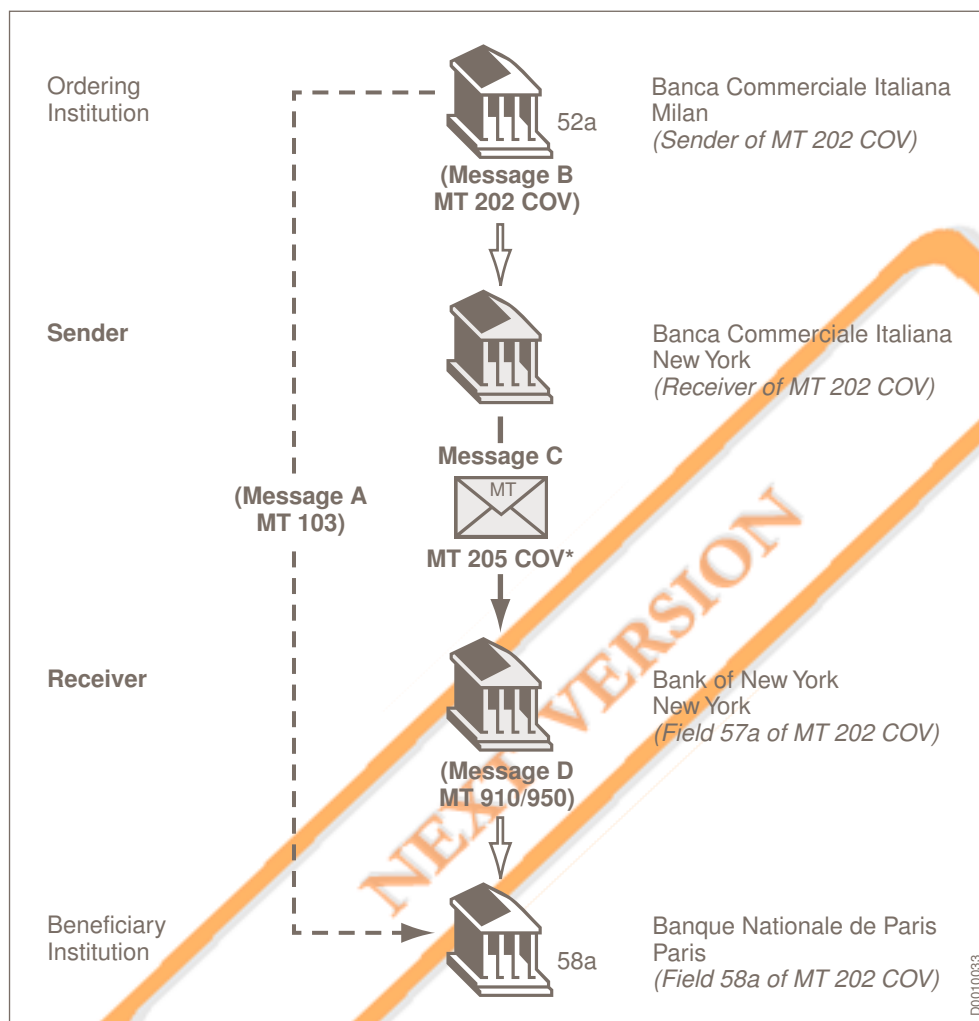 Ordering
Institution
52a
Banca Commerciale Italiana
Milan
(Sender of MT 202 COV)
(Message B
MT 202 COV)
Sender
Banca Commerciale Italiana
New York
(Receiver of MT 202 COV)
Message C
MT
MT 205 COV*
(Message A
MT 103)
Receiver
Bank of New York
New York
(Field 57a of MT 202 COV)
(Message D
MT 910/950)
Beneficiary
Institution
58a
Banque Nationale de Paris
Paris
(Field 58a of MT 202 COV)
D0010033
NEXT VERSION